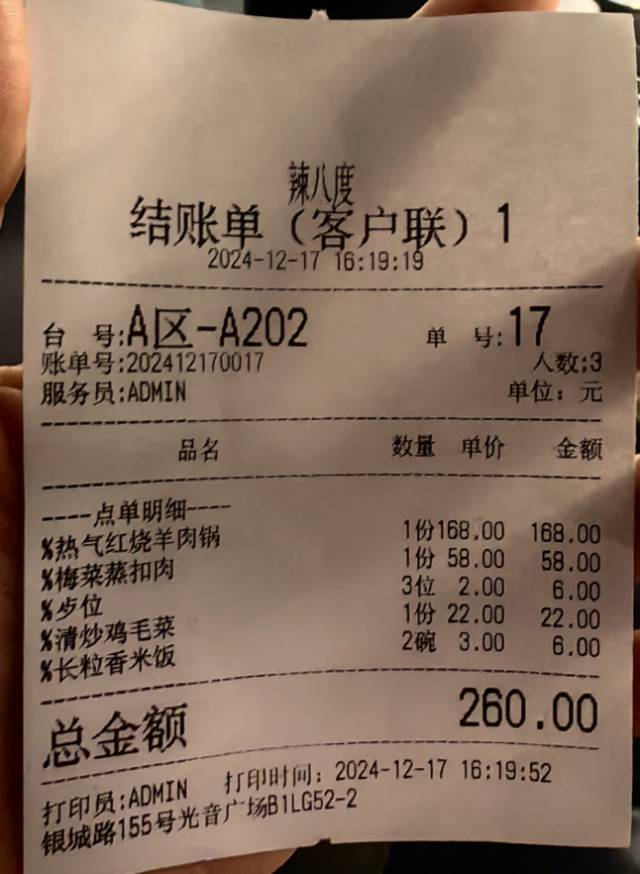 辣八度
结账单（客户联）1
2024-12-17 16:19:19
台 号:A区-A202 单 号:17
账单号:202412170017 人数:3
服务员:ADMIN 单位：元
品名 数量 单价 金额
----点单明细----
%热气红烧羊肉锅 1份 168.00 168.00
%梅菜蒸扣肉 1份 58.00 58.00
%步位 3位 2.00 6.00
%清炒鸡毛菜 1份 22.00 22.00
%长粒香米饭 2碗 3.00 6.00
总金额 260.00
打印员:ADMIN 打印时间：2024-12-17 16:19:52
银城路155号光音广场B1LG52-2